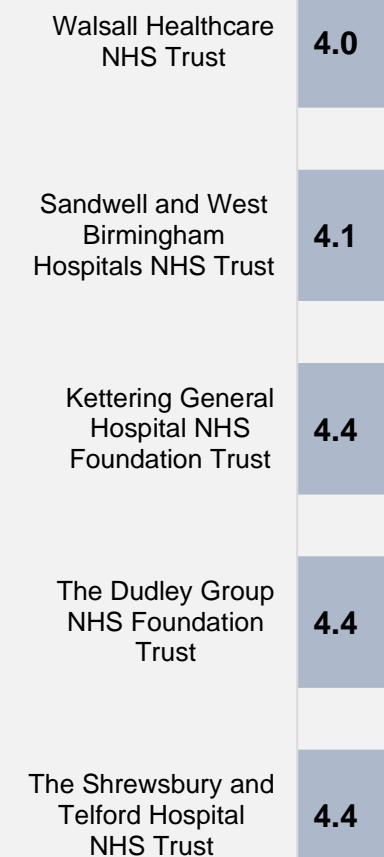 Walsall Healthcare
NHS Trust
4.0
Sandwell and West
Birmingham
Hospitals NHS Trust
4.1
Kettering General
Hospital NHS
Foundation Trust
4.4
The Dudley Group
NHS Foundation
Trust
4.4
The Shrewsbury and
Telford Hospital
NHS Trust
4.4